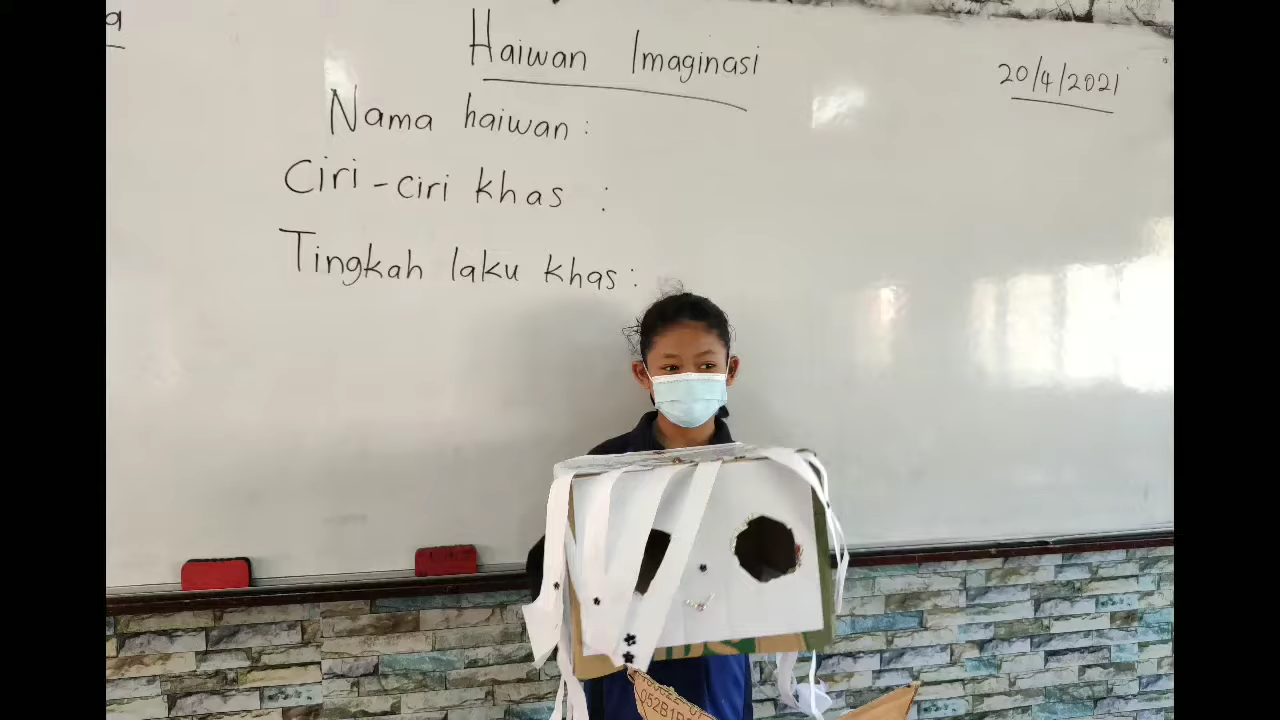 a
Haiwan Imaginasi
20/4/2021
Nama haiwan :
Ciri-ciri khas :
Tingkah laku khas :